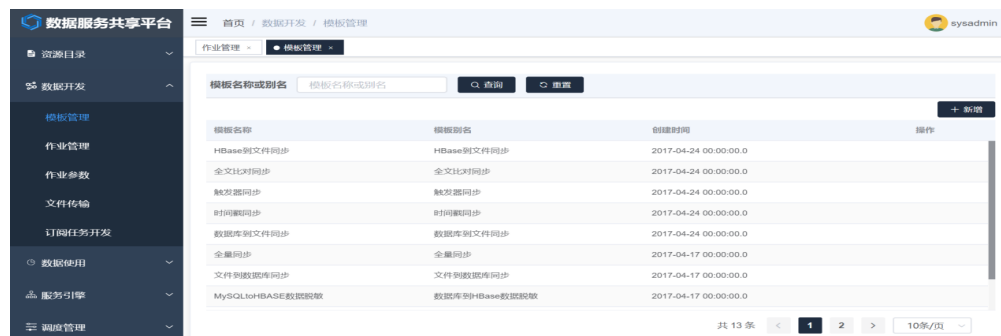 数据服务共享平台
首页 / 数据开发 / 模板管理
sysadmin
作业管理 ×
● 模板管理 ×
资源目录
数据开发
模板管理
作业管理
作业参数
文件传输
订阅任务开发
数据使用
服务引擎
调度管理
模板名称或别名 模板名称或别名 查询 重置
+ 新增
模板名称 模板别名 创建时间 操作
HBase到文件同步 HBase到文件同步 2017-04-24 00:00:00.0
全文比对同步 全文比对同步 2017-04-24 00:00:00.0
触发器同步 触发器同步 2017-04-24 00:00:00.0
时间戳同步 时间戳同步 2017-04-24 00:00:00.0
数据库到文件同步 数据库到文件同步 2017-04-24 00:00:00.0
全量同步 全量同步 2017-04-17 00:00:00.0
文件到数据库同步 文件到数据库同步 2017-04-17 00:00:00.0
MySQLtoHBASE数据脱敏 数据库到HBase数据脱敏 2017-04-17 00:00:00.0
共 13 条 < 1 2 > 10条/页